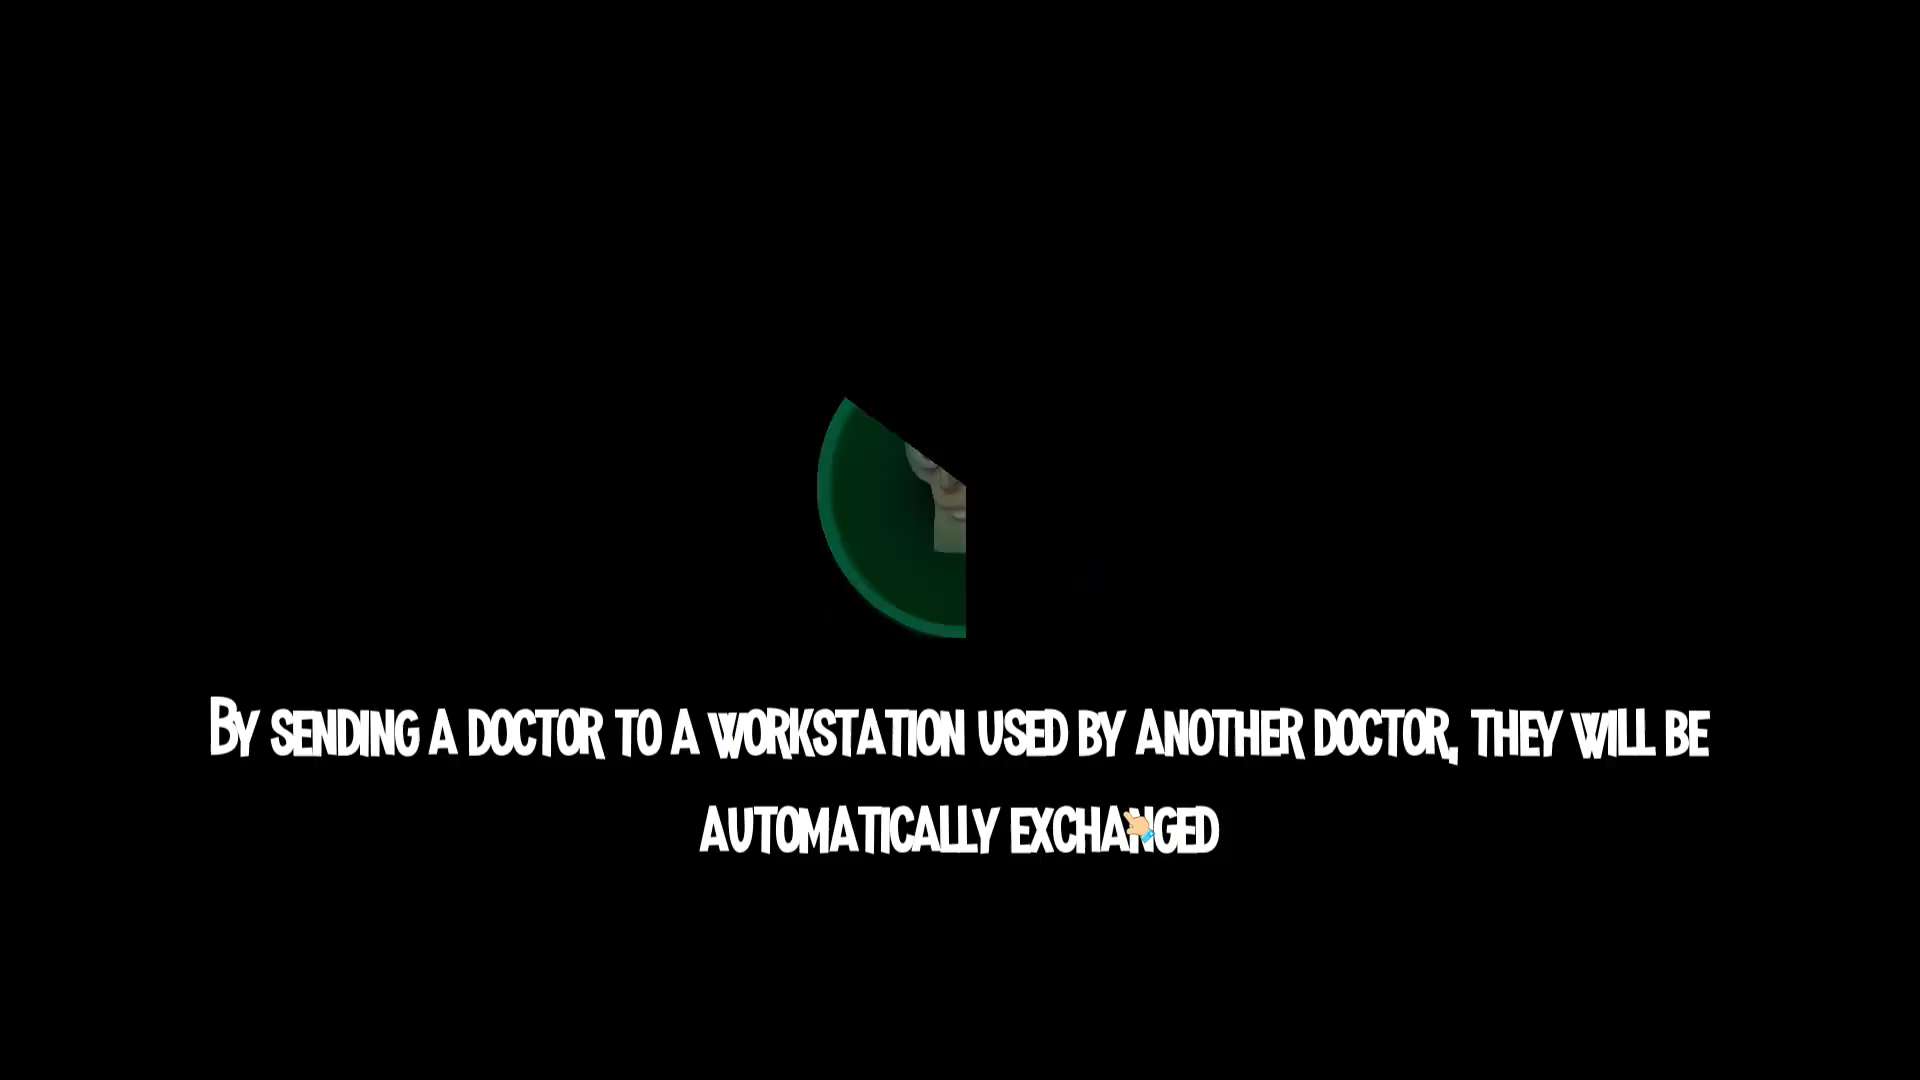 By sending a doctor to a workstation used by another doctor, they will be
automatically exchanged